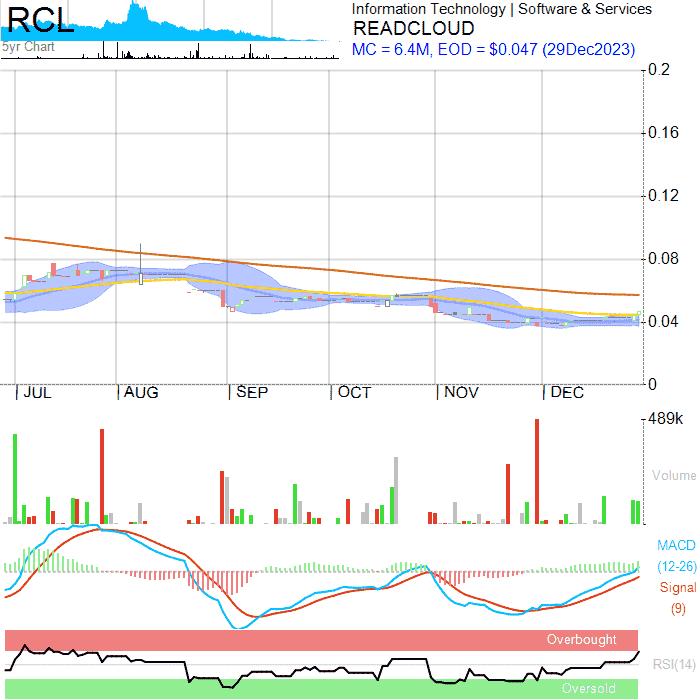 RCL
5yr Chart
Information Technology | Software & Services
READCLOUD
MC = 6.4M, EOD = $0.047 (29Dec2023)
0.2
0.16
0.12
0.08
0.04
0
JUL AUG SEP OCT NOV DEC
489k
Volume
MACD
(12-26)
Signal
(9)
Overbought
RSI(14)
Oversold